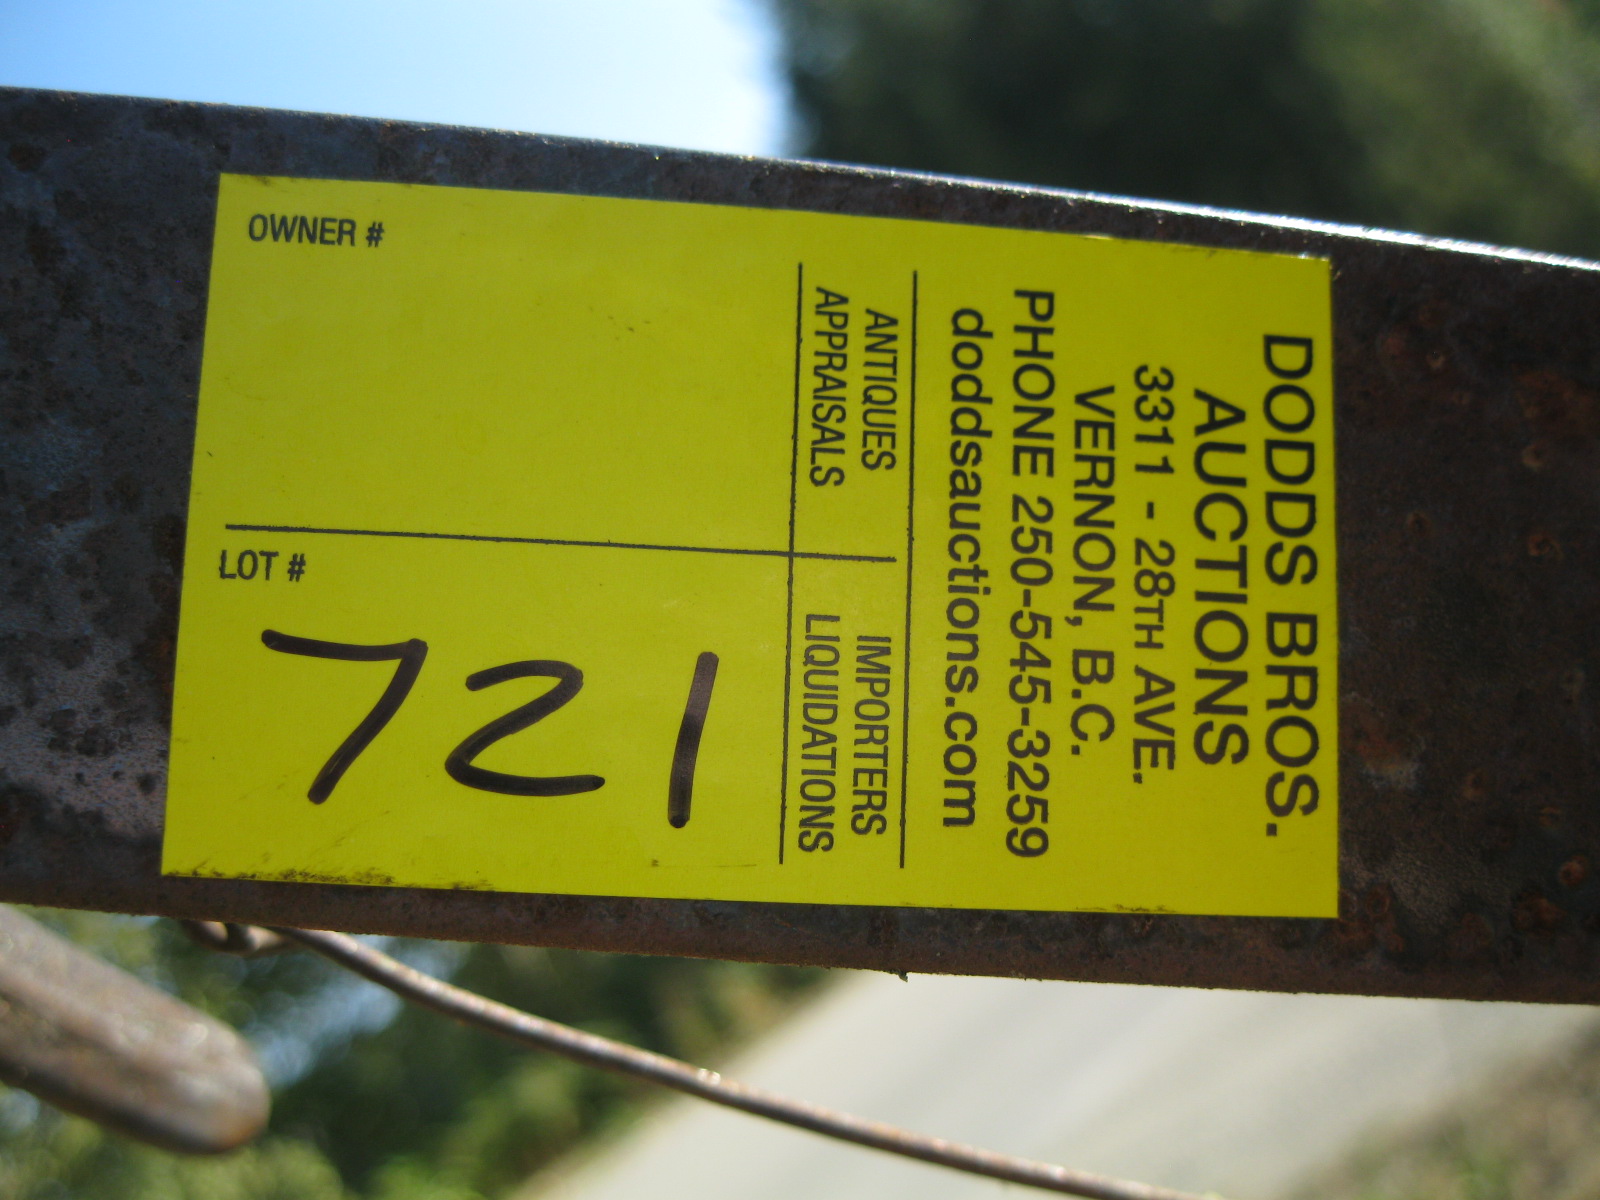 DODDS BROS.
AUCTIONS
3311 - 28TH AVE.
VERNON, B.C.
PHONE 250-545-3259
doddsauctions.com
ANTIQUES
APPRAISALS
IMPORTERS
LIQUIDATIONS
OWNER #
LOT #
721